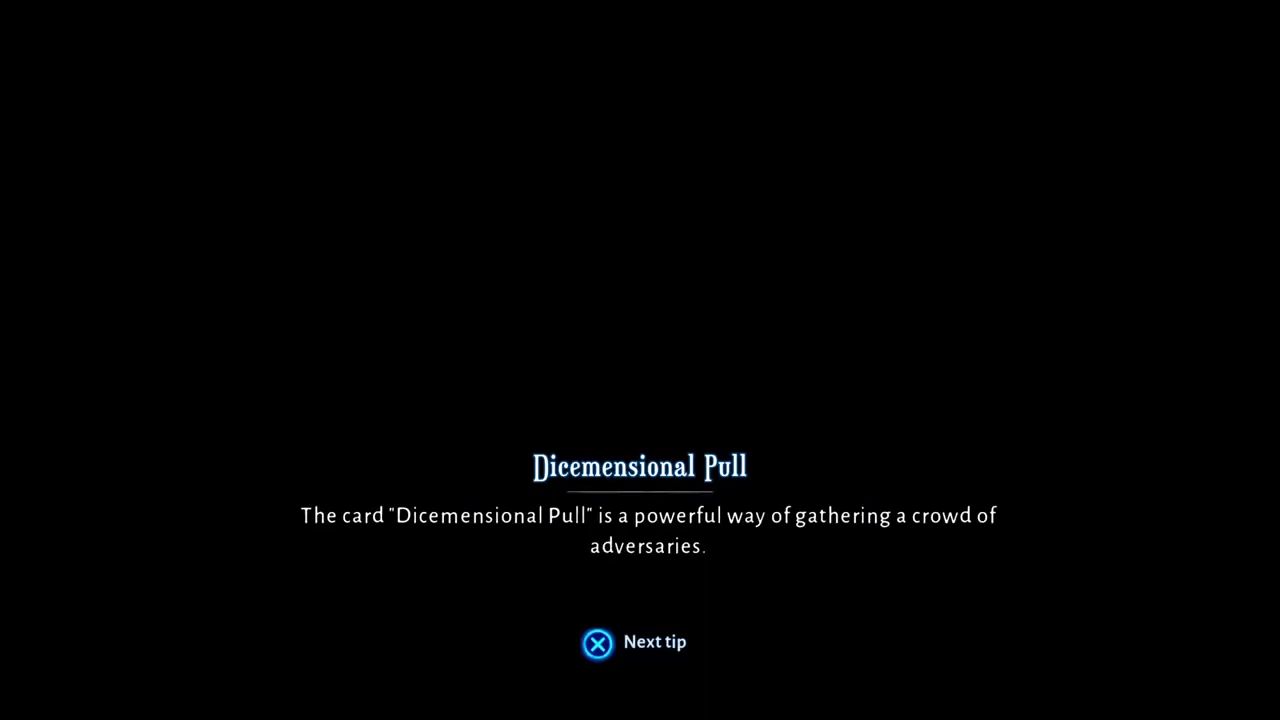 Dicemensional Pull
The card "Dicemensional Pull" is a powerful way of gathering a crowd of
adversaries.
Next tip